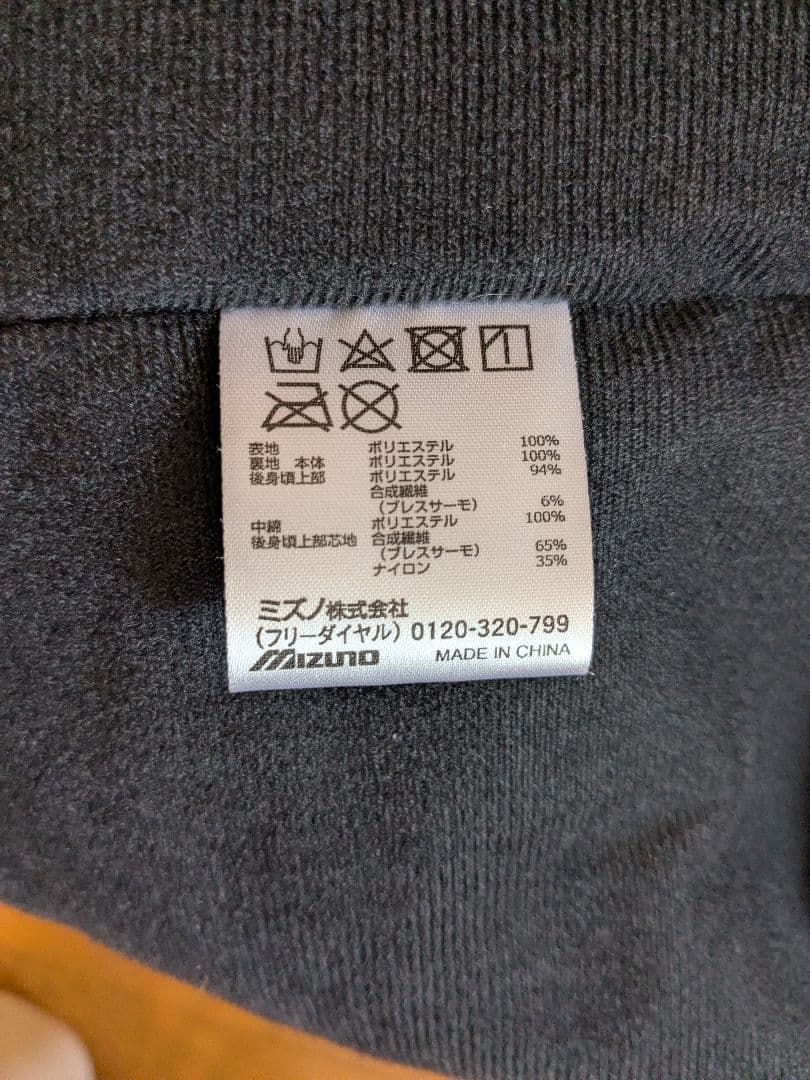 表地 ポリエステル 100%
裏地 本体 ポリエステル 100%
後身頃上部 ポリエステル 94%
合成繊維
(ブレスサーモ) 6%
中綿 ポリエステル 100%
後身頃上部芯地 合成繊維
(ブレスサーモ) 65%
ナイロン 35%
ミズノ株式会社
(フリーダイヤル) 0120-320-799
MIZUNO MADE IN CHINA